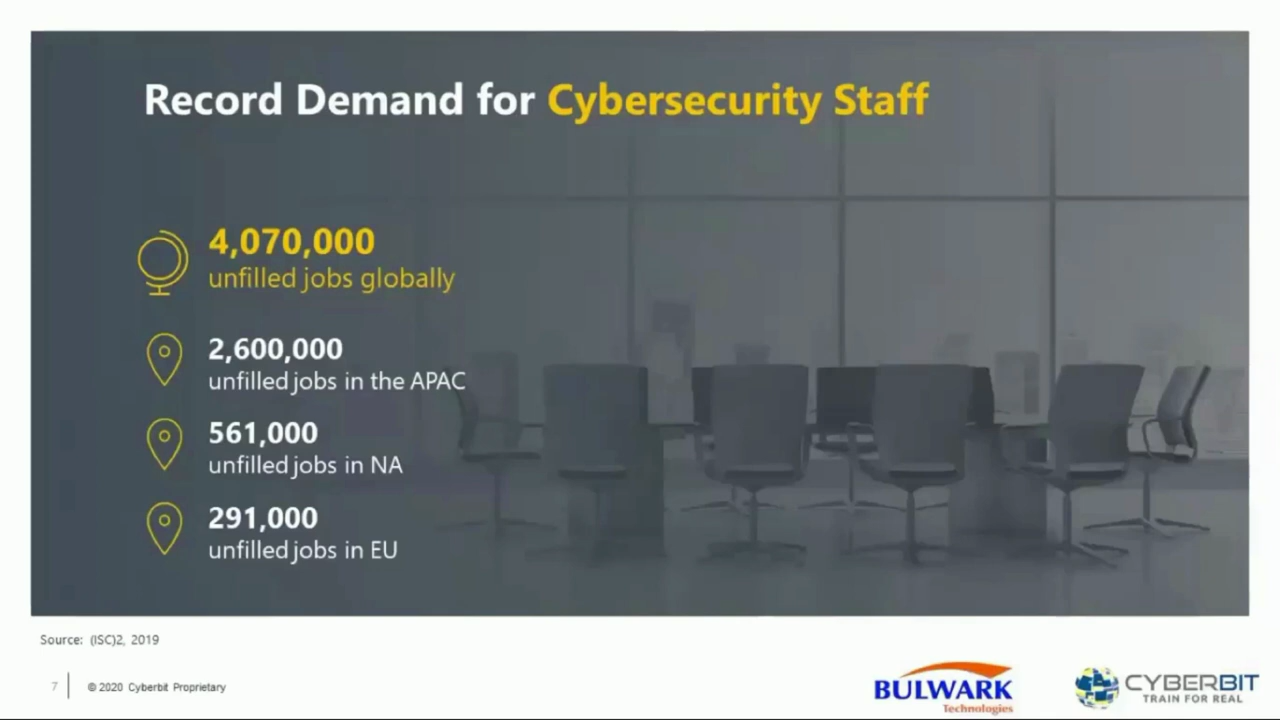 Record Demand for Cybersecurity Staff
4,070,000
unfilled jobs globally
2,600,000
unfilled jobs in the APAC
561,000
unfilled jobs in NA
291,000
unfilled jobs in EU
Source: (ISC)2, 2019
7
© 2020 Cyberbit Proprietary
BULWARK
Technologies
CYBERBIT
TRAIN FOR REAL